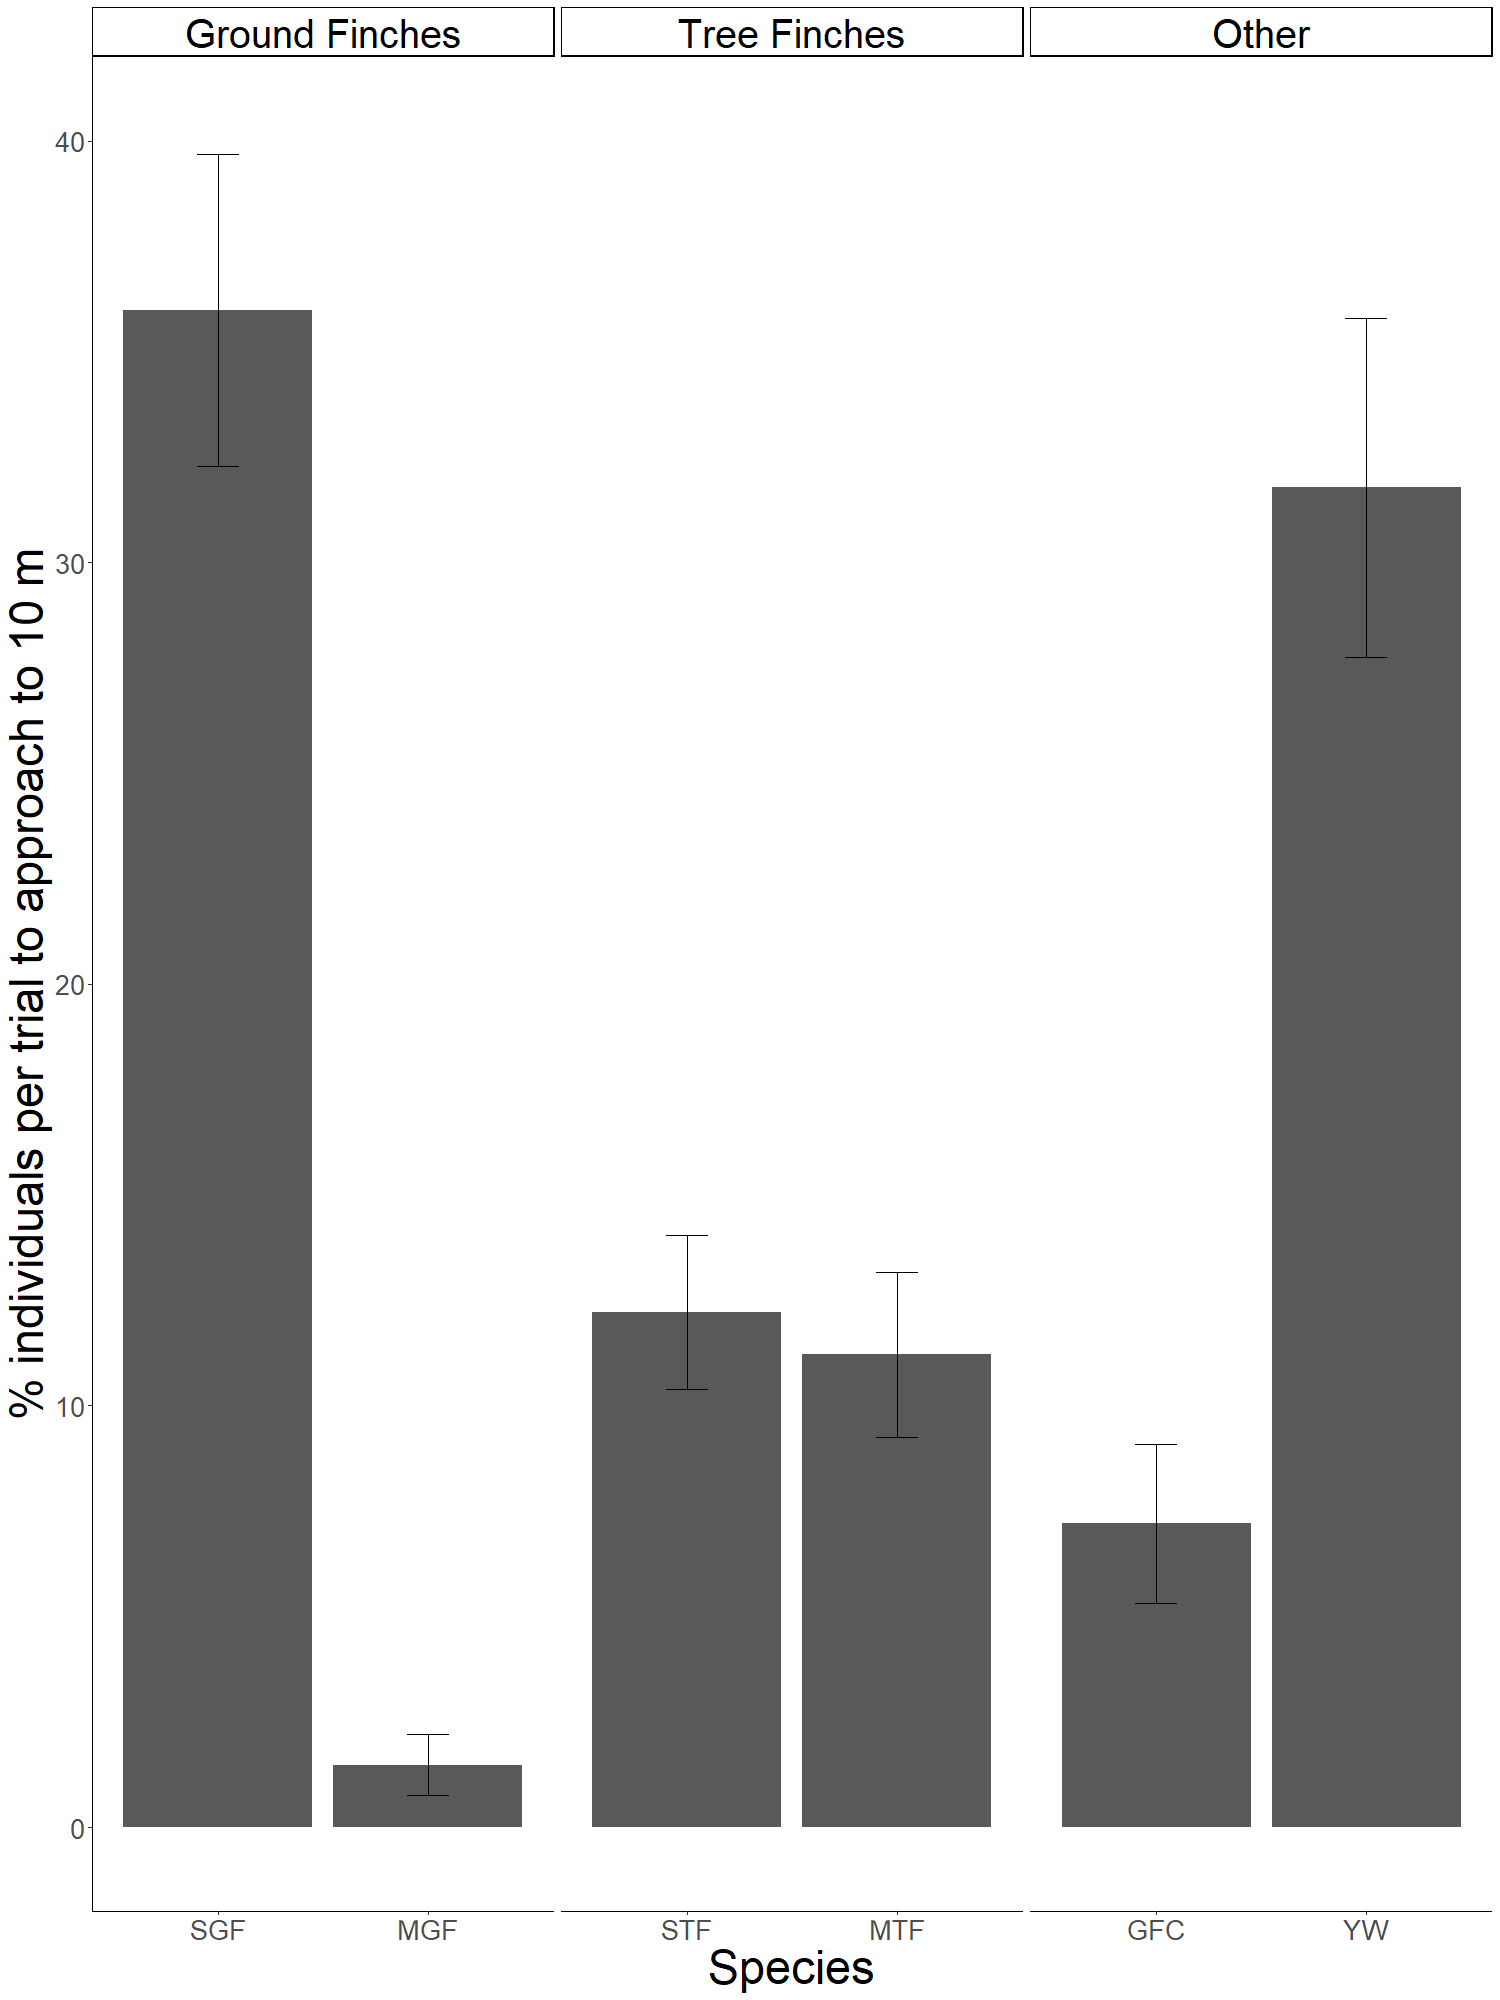 Ground Finches
Tree Finches
Other
% individuals per trial to approach to 10 m
40
30
20
10
0
SGF
MGF
STF
MTF
GFC
YW
Species